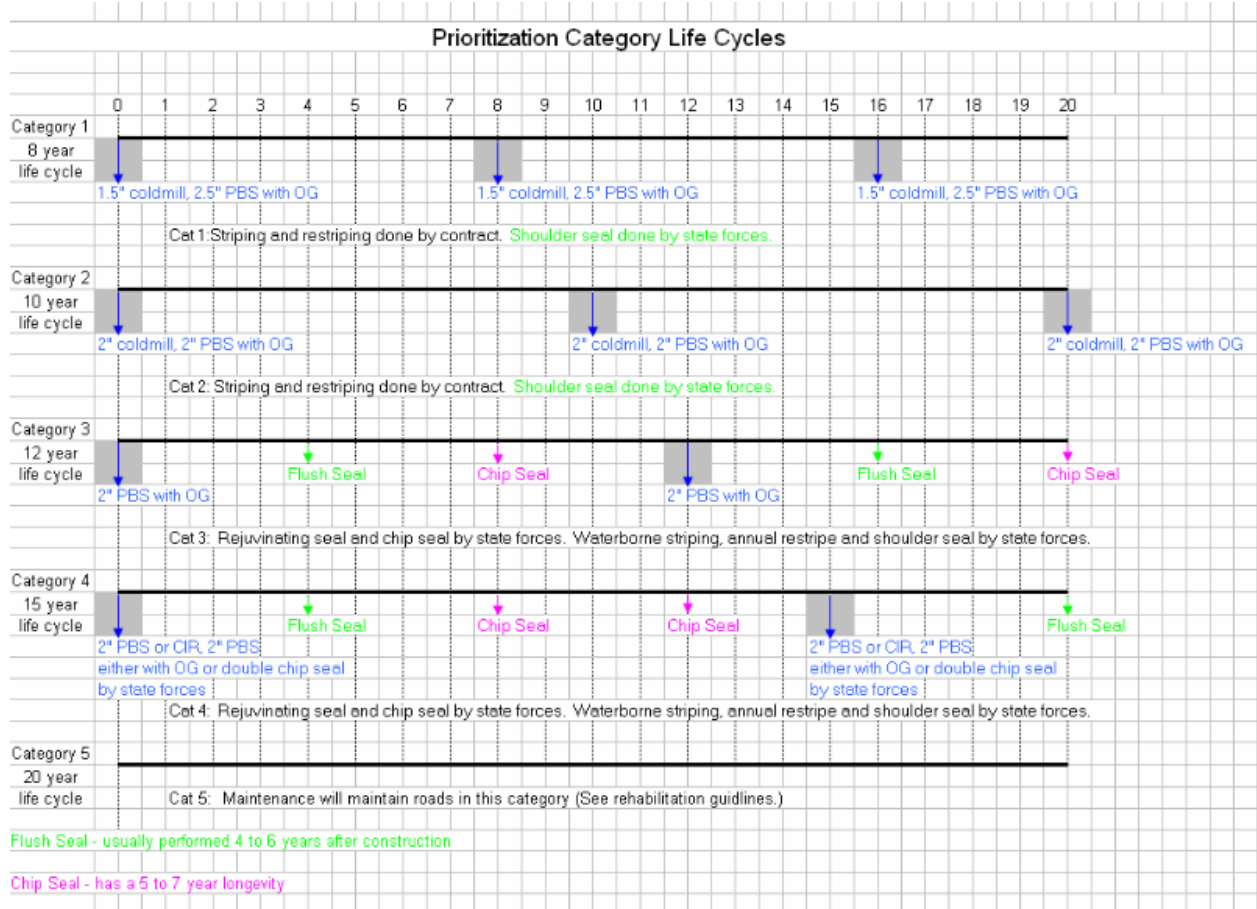 Prioritization Category Life Cycles
0 1 2 3 4 5 6 7 8 9 10 11 12 13 14 15 16 17 18 19 20
Category 1
8 year
life cycle
1.5" coldmill, 2.5" PBS with OG 1.5" coldmill, 2.5" PBS with OG 1.5" coldmill, 2.5" PBS with OG
Cat 1:Striping and restriping done by contract. Shoulder seal done by state forces.
Category 2
10 year
life cycle
2" coldmill, 2" PBS with OG 2" coldmill, 2" PBS with OG 2" coldmill, 2" PBS with OG
Cat 2: Striping and restriping done by contract. Shoulder seal done by state forces.
Category 3
12 year
life cycle Flush Seal Chip Seal Flush Seal Chip Seal
2" PBS with OG 2" PBS with OG
Cat 3: Rejuvinating seal and chip seal by state forces. Waterborne striping, annual restripe and shoulder seal by state forces.
Category 4
15 year
life cycle Flush Seal Chip Seal Chip Seal Flush Seal
2" PBS or CIR, 2" PBS 2" PBS or CIR, 2" PBS
either with OG or double chip seal either with OG or double chip seal
by state forces by state forces
Cat 4: Rejuvinating seal and chip seal by state forces. Waterborne striping, annual restripe and shoulder seal by state forces.
Category 5
20 year
life cycle Cat 5: Maintenance will maintain roads in this category (See rehabilitation guidlines.)
Flush Seal - usually performed 4 to 6 years after construction
Chip Seal - has a 5 to 7 year longevity